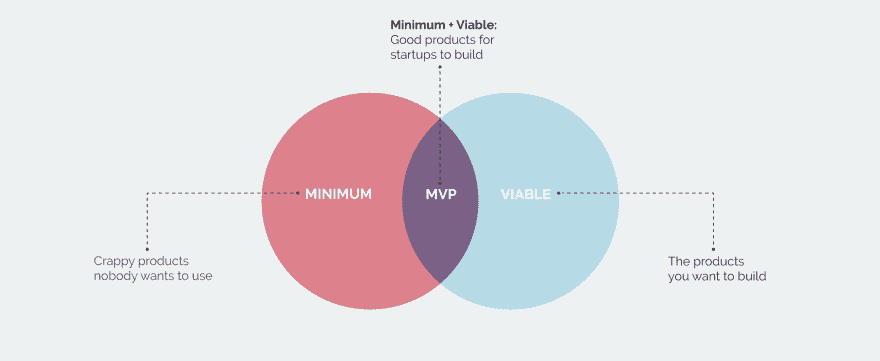 Minimum + Viable:
Good products for
startups to build
MINIMUM
MVP
VIABLE
Crappy products
nobody wants to use
The products
you want to build